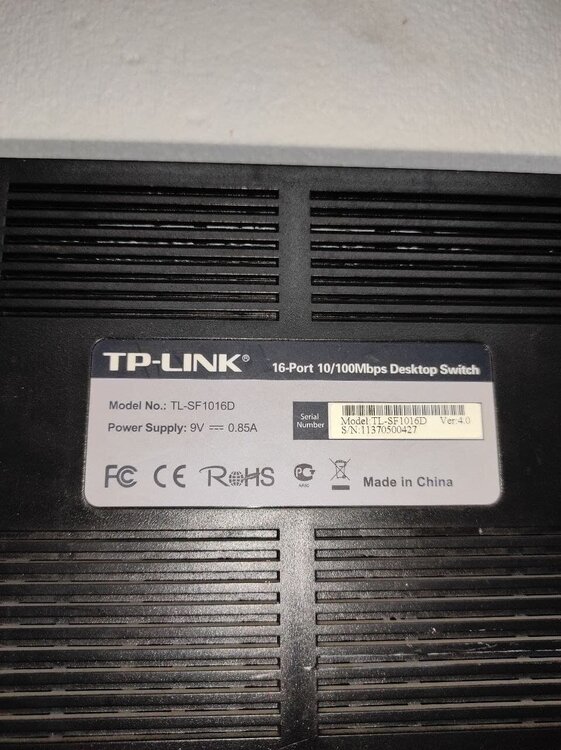 TP-LINK®
16-Port 10/100Mbps Desktop Switch
Model No.: TL-SF1016D
Power Supply: 9V ⎓ 0.85A
Serial Number
Model:TL-SF1016D Ver:4.0
S/N:11370500427
FC CE RoHS
Made in China